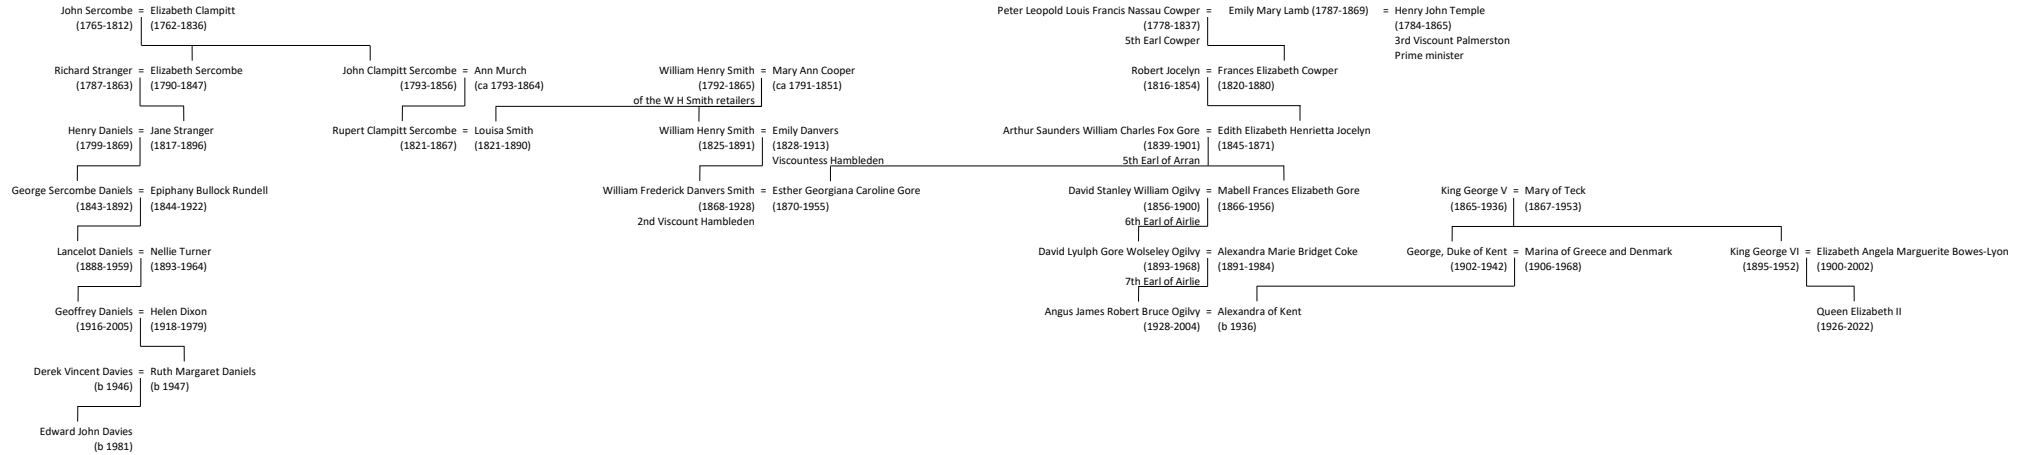 John Sercombe = Elizabeth Clampitt
(1765-1812) (1762-1836)
Peter Leopold Louis Francis Nassau Cowper = Emily Mary Lamb (1787-1869) = Henry John Temple
(1778-1837) (1784-1865)
5th Earl Cowper 3rd Viscount Palmerston
Prime minister
Richard Stranger = Elizabeth Sercombe
(1787-1863) (1790-1847)
John Clampitt Sercombe = Ann Murch
(1793-1856) (ca 1793-1864)
William Henry Smith = Mary Ann Cooper
(1792-1865) (ca 1791-1851)
of the W H Smith retailers
Robert Jocelyn = Frances Elizabeth Cowper
(1816-1854) (1820-1880)
Henry Daniels = Jane Stranger
(1799-1869) (1817-1896)
Rupert Clampitt Sercombe = Louisa Smith
(1821-1867) (1821-1890)
William Henry Smith = Emily Danvers
(1825-1891) (1828-1913)
Viscountess Hambleden
Arthur Saunders William Charles Fox Gore = Edith Elizabeth Henrietta Jocelyn
(1839-1901) (1845-1871)
5th Earl of Arran
George Sercombe Daniels = Epiphany Bullock Rundell
(1843-1892) (1844-1922)
William Frederick Danvers Smith = Esther Georgiana Caroline Gore
(1868-1928) (1870-1955)
2nd Viscount Hambleden
David Stanley William Ogilvy = Mabell Frances Elizabeth Gore
(1856-1900) (1866-1956)
6th Earl of Airlie
King George V = Mary of Teck
(1865-1936) (1867-1953)
Lancelot Daniels = Nellie Turner
(1888-1959) (1893-1964)
David Lyulph Gore Wolseley Ogilvy = Alexandra Marie Bridget Coke
(1893-1968) (1891-1984)
7th Earl of Airlie
George, Duke of Kent = Marina of Greece and Denmark
(1902-1942) (1906-1968)
King George VI = Elizabeth Angela Marguerite Bowes-Lyon
(1895-1952) (1900-2002)
Geoffrey Daniels = Helen Dixon
(1916-2005) (1918-1979)
Angus James Robert Bruce Ogilvy = Alexandra of Kent
(1928-2004) (b 1936)
Queen Elizabeth II
(1926-2022)
Derek Vincent Davies = Ruth Margaret Daniels
(b 1946) (b 1947)
Edward John Davies
(b 1981)